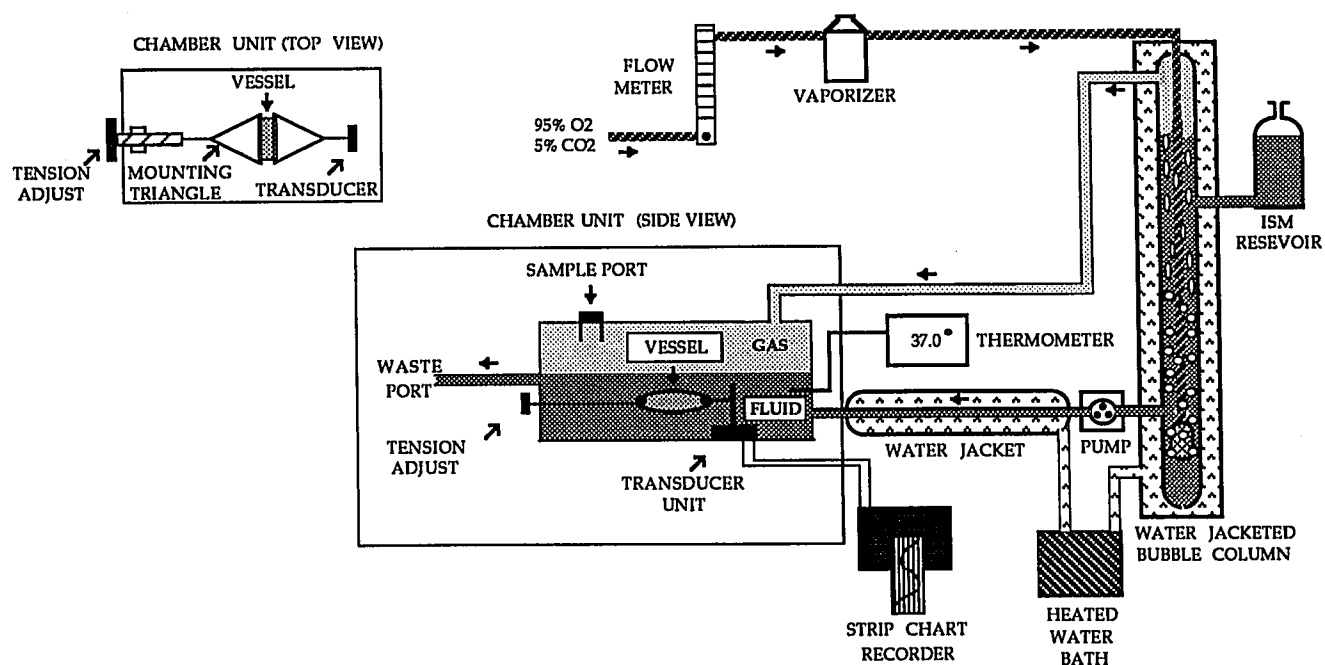 CHAMBER UNIT (TOP VIEW)
VESSEL
TENSION
ADJUST
MOUNTING
TRIANGLE
TRANSDUCER
FLOW
METER
95% O2
5% CO2
VAPORIZER
ISM
RESEVOIR
CHAMBER UNIT (SIDE VIEW)
SAMPLE PORT
VESSEL
GAS
37.0°
THERMOMETER
WASTE
PORT
FLUID
TENSION
ADJUST
WATER JACKET
PUMP
TRANSDUCER
UNIT
WATER JACKETED
BUBBLE COLUMN
STRIP CHART
RECORDER
HEATED
WATER
BATH